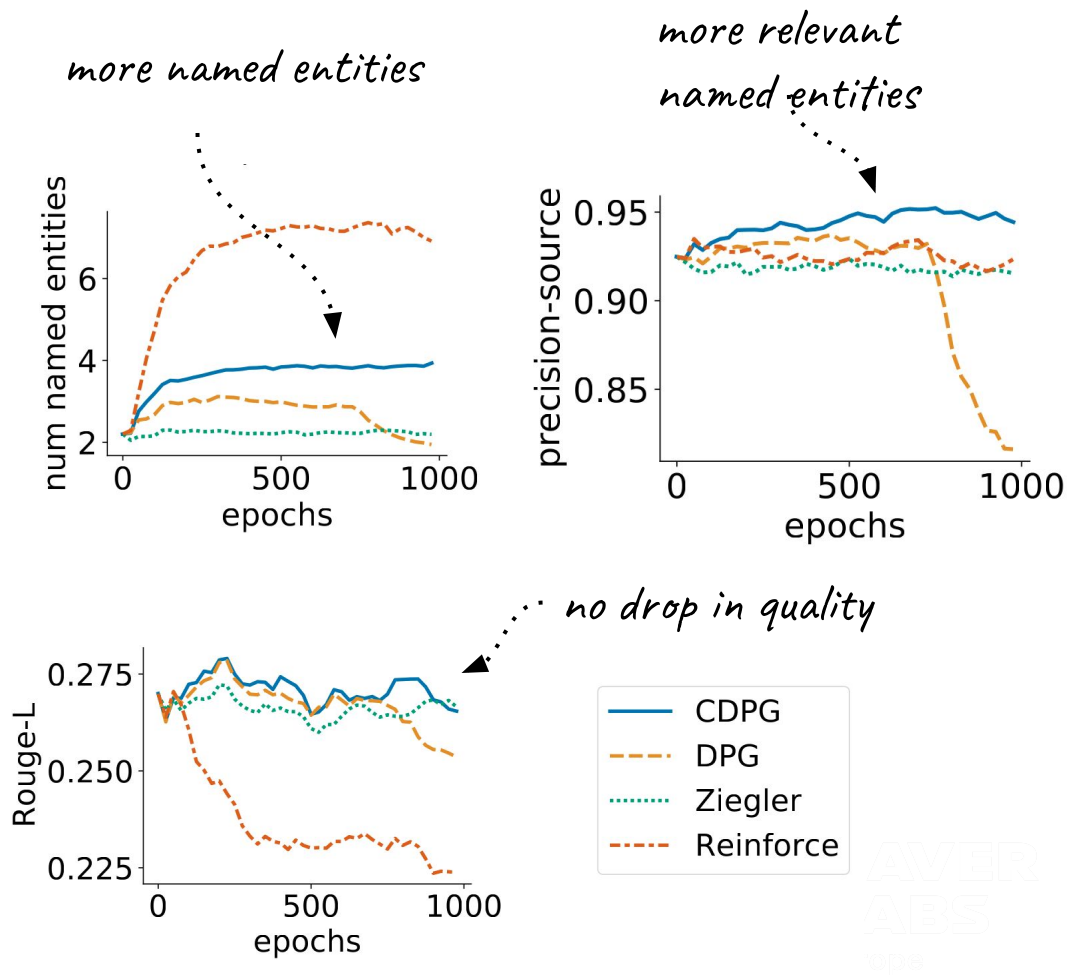 more named entities
more relevant
named entities
num named entities
6
4
2
0
500
1000
epochs
precision-source
0.95
0.90
0.85
0
500
1000
epochs
no drop in quality
Rouge-L
0.275
0.250
0.225
0
500
1000
epochs
CDPG
DPG
Ziegler
Reinforce